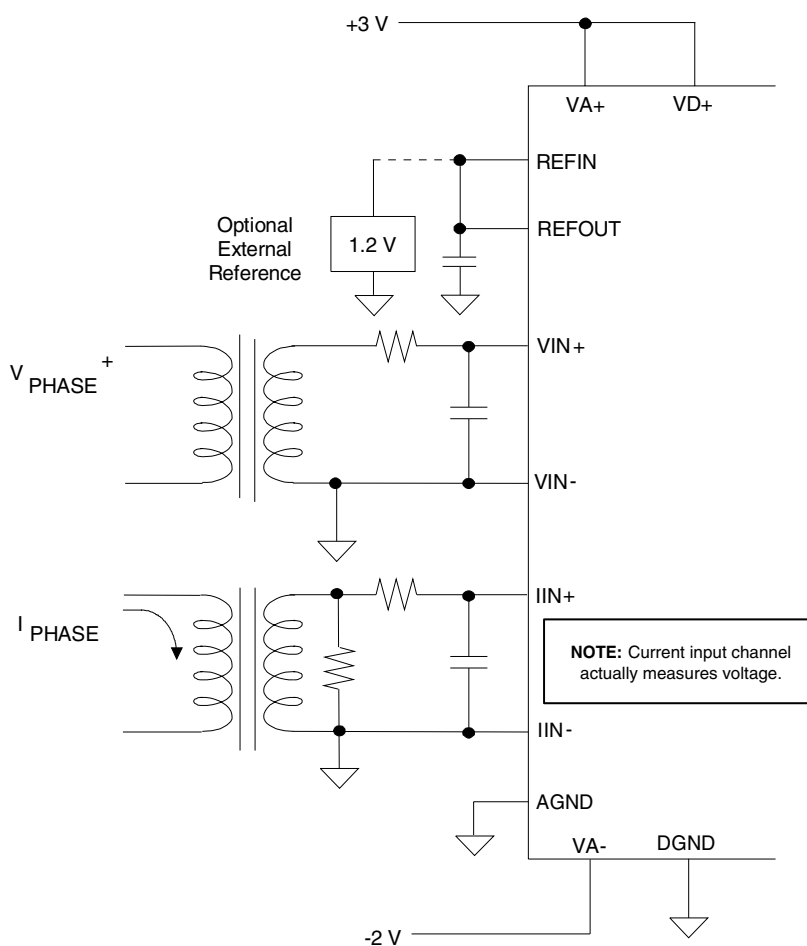 +3 V
VA+
VD+
REFIN
Optional
External
Reference
1.2 V
REFOUT
V PHASE +
VIN+
VIN-
I PHASE
IIN+
NOTE: Current input channel
actually measures voltage.
IIN-
AGND
VA-
DGND
-2 V